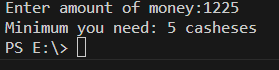 Enter amount of money:1225
Minimum you need: 5 casheses
PS E:\>